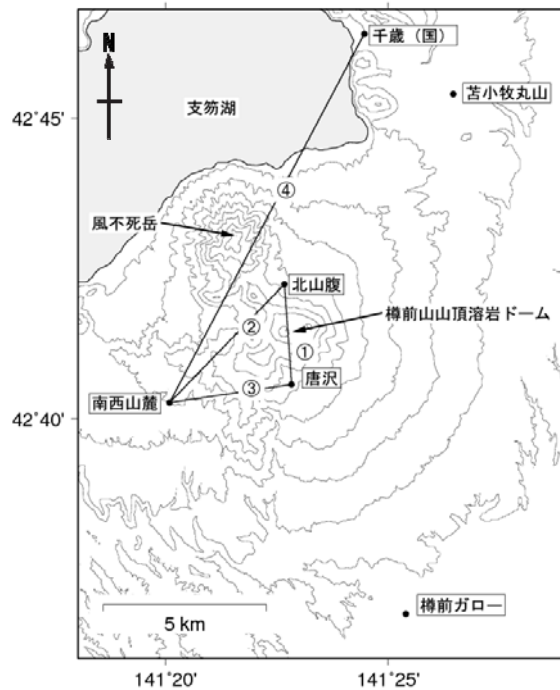 N
千歳（国）
苫小牧丸山
42˚45'
支笏湖
④
風不死岳
北山腹
樽前山山頂溶岩ドーム
②
①
③
唐沢
南西山麓
42˚40'
樽前ガロー
5 km
141˚20'
141˚25'